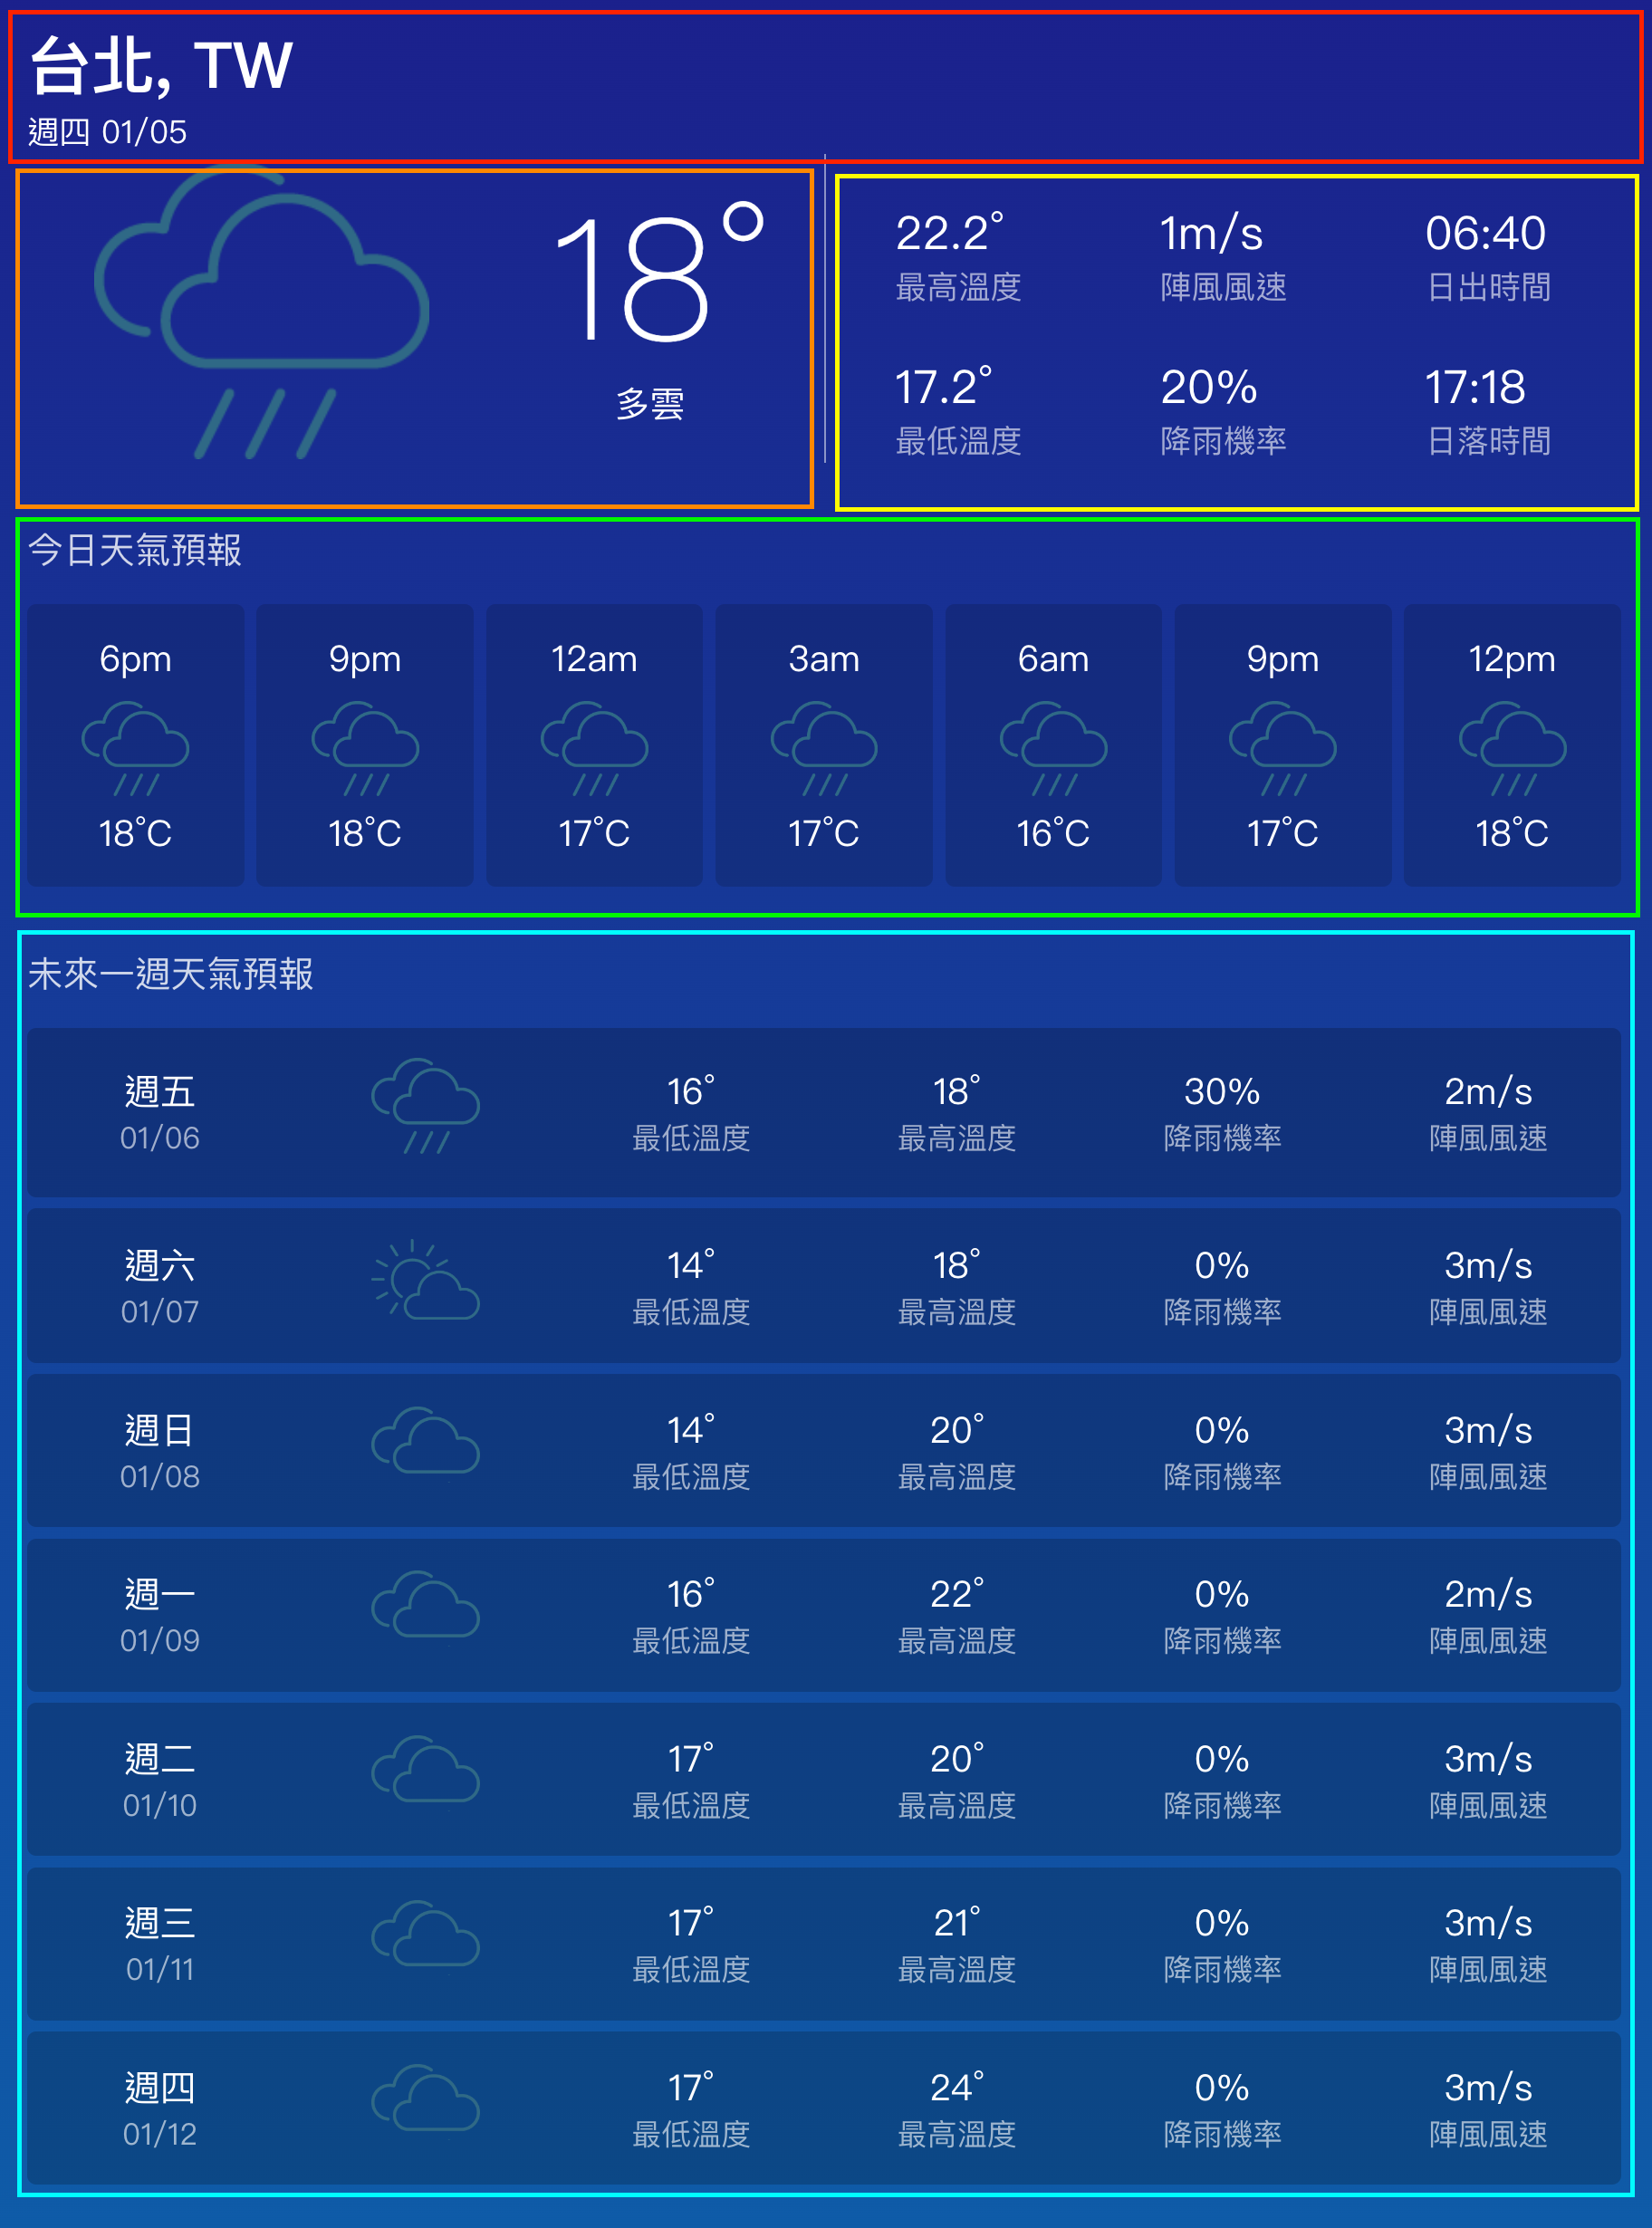 台北, TW
週四 01/05
18°
多雲
22.2° 1m/s 06:40
最高溫度 陣風風速 日出時間
17.2° 20% 17:18
最低溫度 降雨機率 日落時間
今日天氣預報
6pm 9pm 12am 3am 6am 9pm 12pm
18°C 18°C 17°C 17°C 16°C 17°C 18°C
未來一週天氣預報
週五 16° 18° 30% 2m/s
01/06 最低溫度 最高溫度 降雨機率 陣風風速
週六 14° 18° 0% 3m/s
01/07 最低溫度 最高溫度 降雨機率 陣風風速
週日 14° 20° 0% 3m/s
01/08 最低溫度 最高溫度 降雨機率 陣風風速
週一 16° 22° 0% 2m/s
01/09 最低溫度 最高溫度 降雨機率 陣風風速
週二 17° 20° 0% 3m/s
01/10 最低溫度 最高溫度 降雨機率 陣風風速
週三 17° 21° 0% 3m/s
01/11 最低溫度 最高溫度 降雨機率 陣風風速
週四 17° 24° 0% 3m/s
01/12 最低溫度 最高溫度 降雨機率 陣風風速